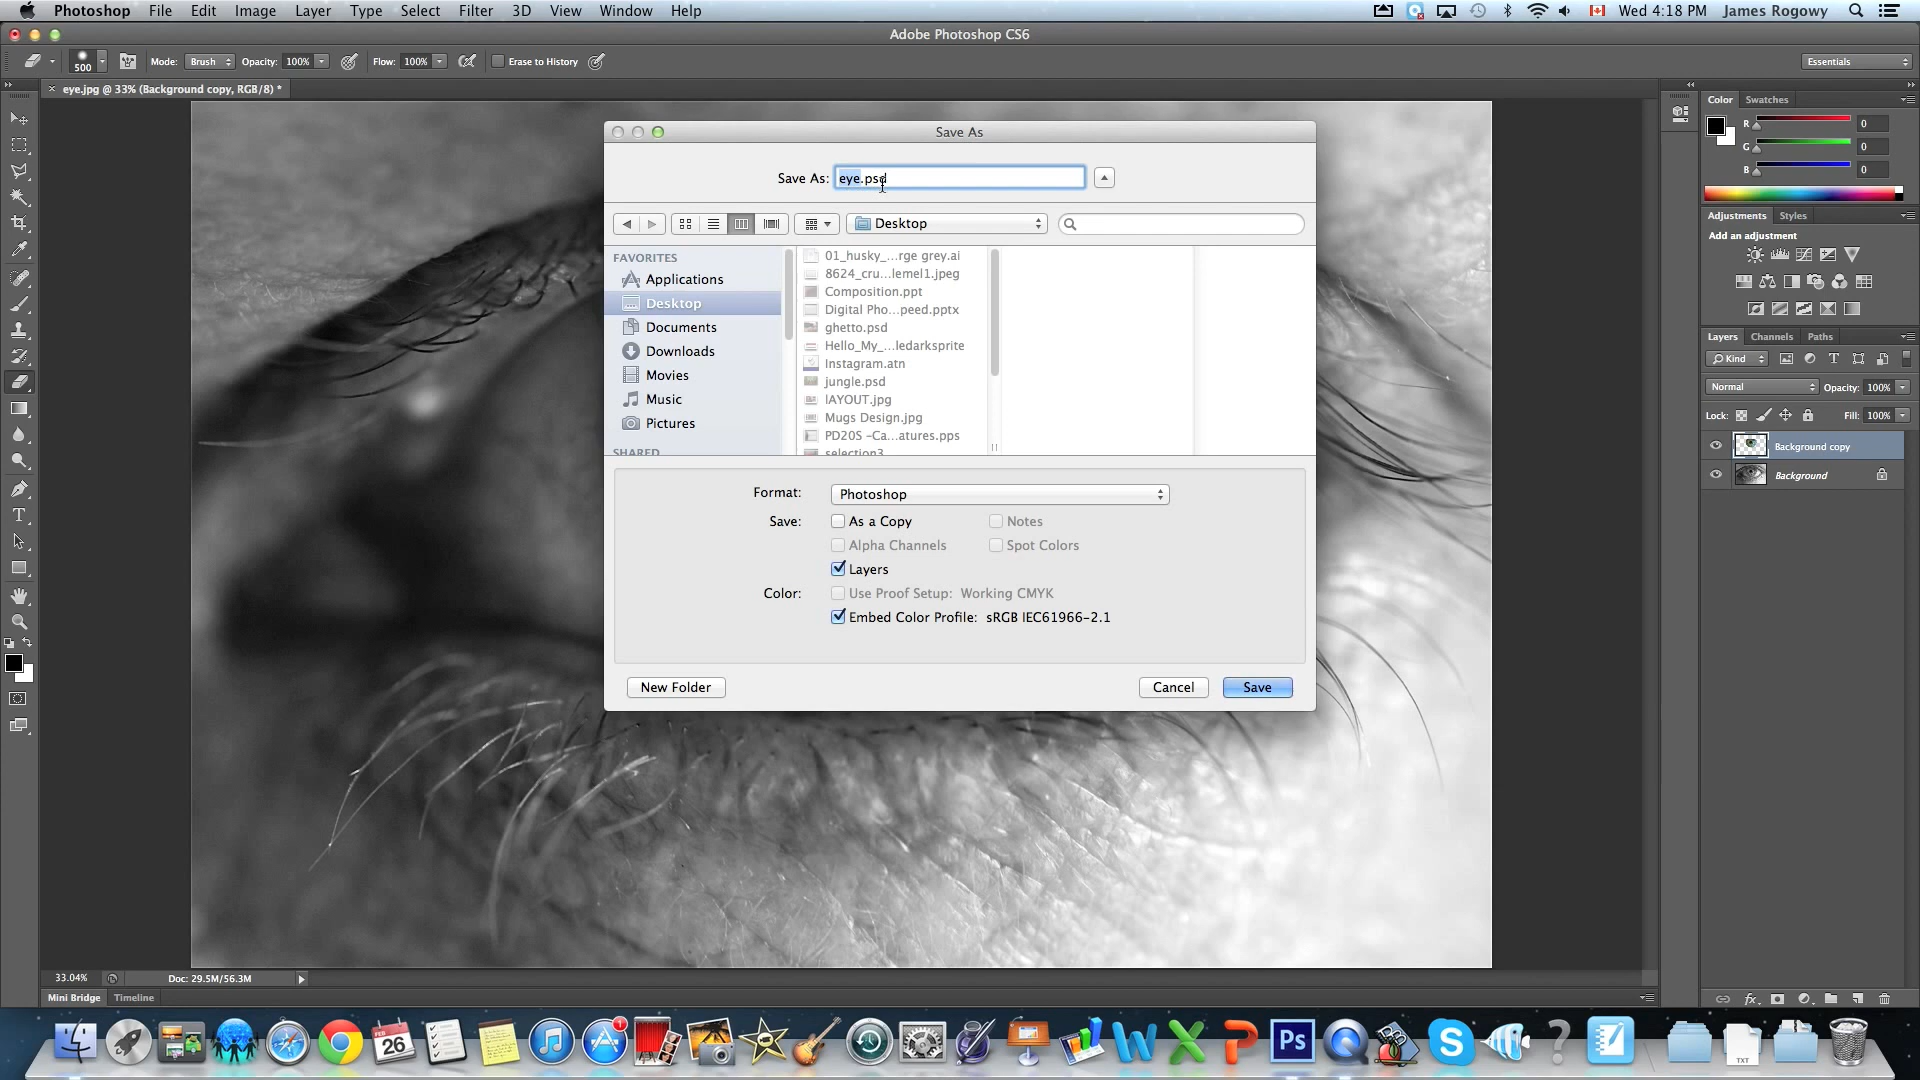 Photoshop File Edit Image Layer Type Select Filter 3D View Window Help Wed 4:18 PM James Rogowy
Adobe Photoshop CS6
500 Mode: Brush Opacity: 100% Flow: 100% Erase to History Essentials
eye.jpg @ 33% (Background copy, RGB/8) *
Save As
Save As: eye.psd
Desktop
FAVORITES
Applications
Desktop
Documents
Downloads
Movies
Music
Pictures
SHARED
01_husky_...rge grey.ai
8624_cru...lemel1.jpeg
Composition.ppt
Digital Pho...peed.pptx
ghetto.psd
Hello_My_...ledarksprite
Instagram.atn
jungle.psd
lAYOUT.jpg
Mugs Design.jpg
PD20S -Ca...atures.pps
selection3
Format: Photoshop
Save: As a Copy Notes
Alpha Channels Spot Colors
Layers
Color: Use Proof Setup: Working CMYK
Embed Color Profile: sRGB IEC61966-2.1
New Folder Cancel Save
Color Swatches
R 0
G 0
B 0
Adjustments Styles
Add an adjustment
Layers Channels Paths
Kind
Normal Opacity: 100%
Lock: Fill: 100%
Background copy
Background
33.04% Doc: 29.5M/56.3M
Mini Bridge Timeline
FEB
26
1
Ps
TXT